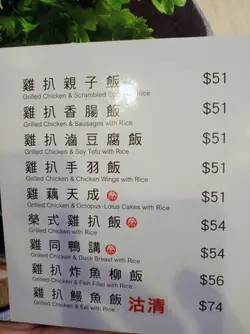 雞扒親子飯 $51
Grilled Chicken & Scrambled Egg with Rice
雞扒香腸飯 $51
Grilled Chicken & Sausages with Rice
雞扒滷豆腐飯 $51
Grilled Chicken & Soy Tofu with Rice
雞扒手羽飯 $51
Grilled Chicken & Chicken Wings with Rice
雞藕天成 $51
Grilled Chicken & Octopus-Lotus Cakes with Rice
榮式雞扒飯 $54
Grilled Chicken with Rice
雞同鴨講 $54
Grilled Chicken & Duck Breast with Rice
雞扒炸魚柳飯 $56
Grilled Chicken & Fish Fillet with Rice
雞扒鰻魚飯 沽清 $74
Grilled Chicken & Eel with Rice